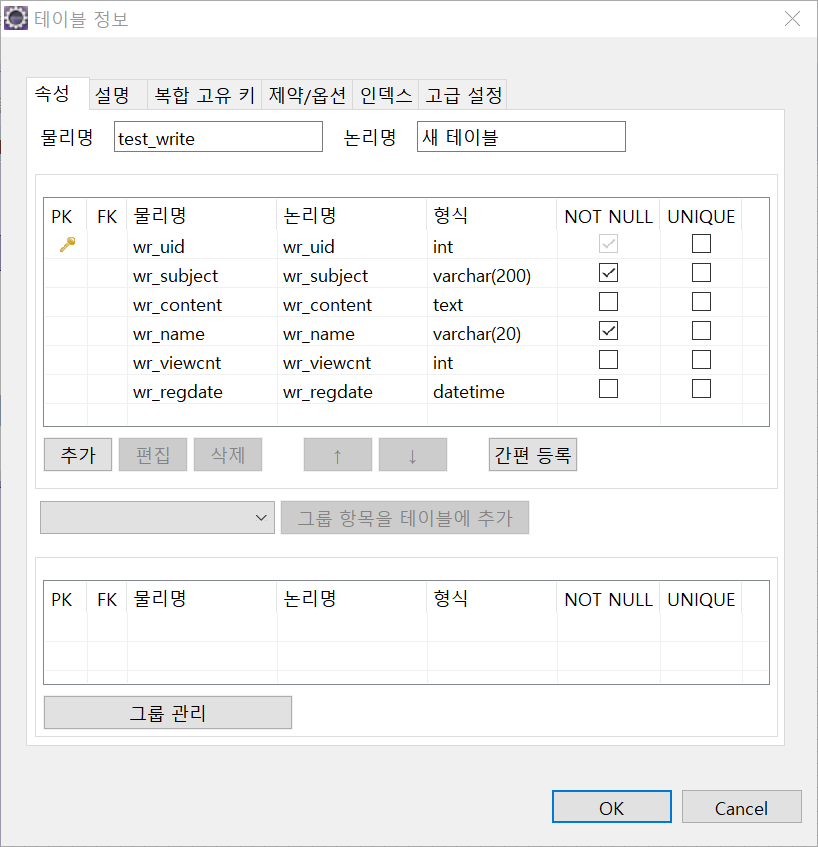 테이블 정보
속성 설명 복합 고유 키 제약/옵션 인덱스 고급 설정
물리명 test_write 논리명 새 테이블
PK FK 물리명 논리명 형식 NOT NULL UNIQUE
wr_uid wr_uid int
wr_subject wr_subject varchar(200)
wr_content wr_content text
wr_name wr_name varchar(20)
wr_viewcnt wr_viewcnt int
wr_regdate wr_regdate datetime
추가 편집 삭제 ↑ ↓ 간편 등록
그룹 항목을 테이블에 추가
PK FK 물리명 논리명 형식 NOT NULL UNIQUE
그룹 관리
OK Cancel